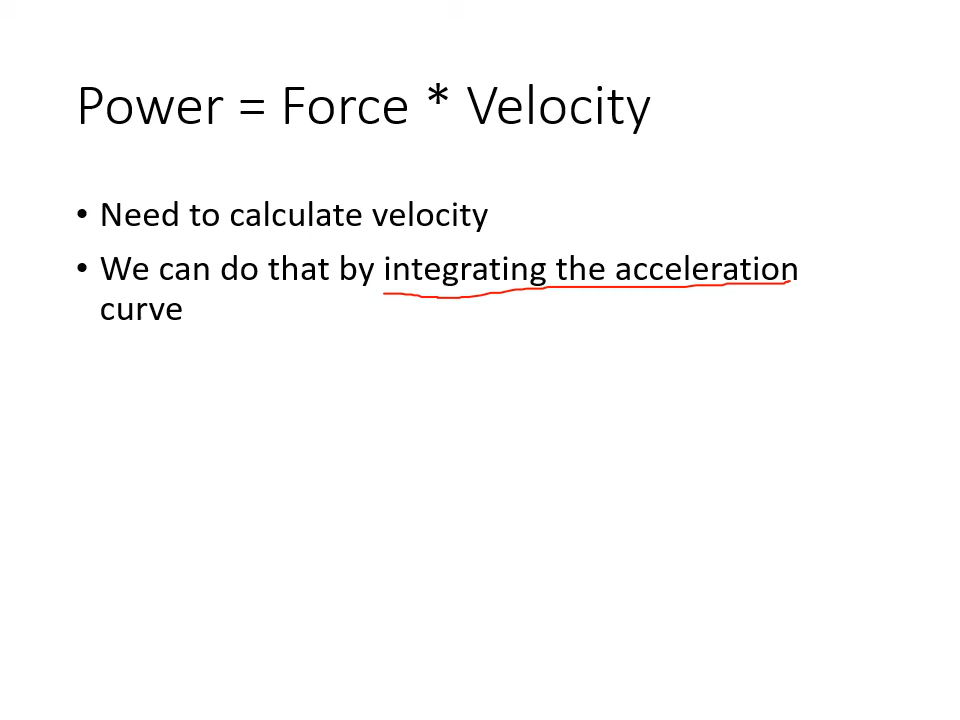 Power = Force * Velocity
• Need to calculate velocity
• We can do that by integrating the acceleration
curve